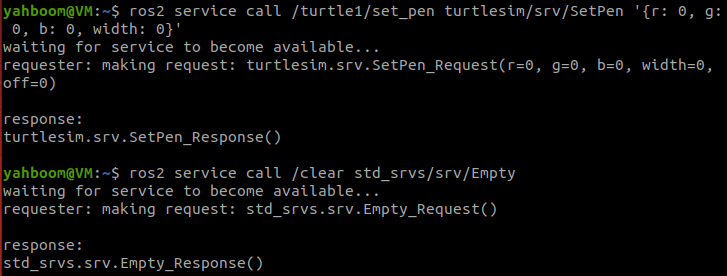 yahboom@VM:~$ ros2 service call /turtle1/set_pen turtlesim/srv/SetPen '{r: 0, g:
 0, b: 0, width: 0}'
waiting for service to become available...
requester: making request: turtlesim.srv.SetPen_Request(r=0, g=0, b=0, width=0,
off=0)

response:
turtlesim.srv.SetPen_Response()

yahboom@VM:~$ ros2 service call /clear std_srvs/srv/Empty
waiting for service to become available...
requester: making request: std_srvs.srv.Empty_Request()

response:
std_srvs.srv.Empty_Response()